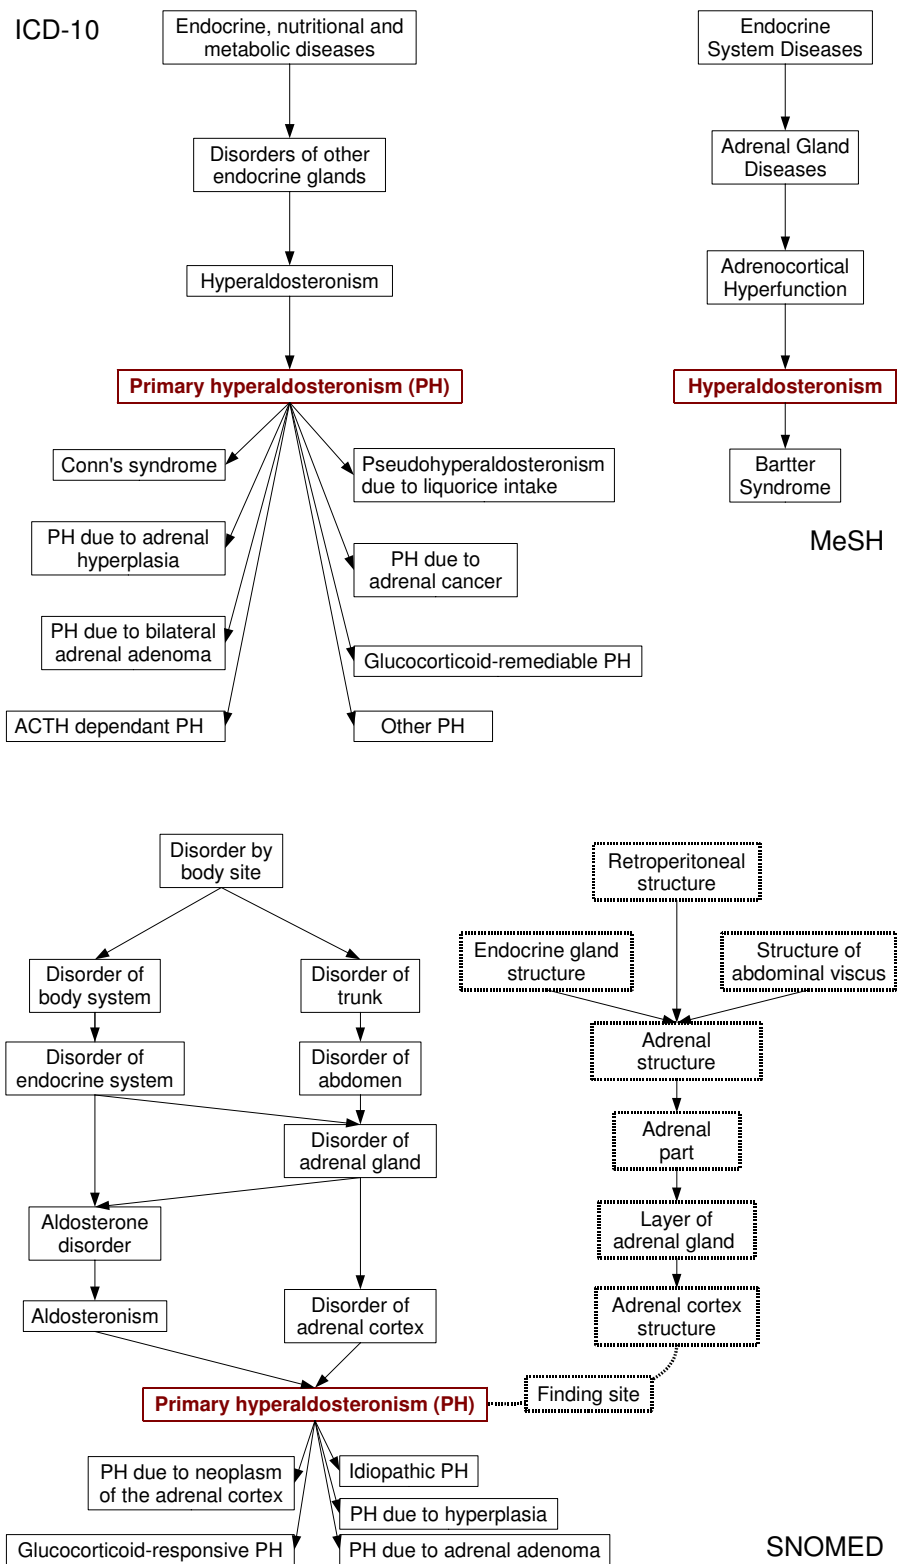 ICD-10
Endocrine, nutritional and
metabolic diseases
Disorders of other
endocrine glands
Hyperaldosteronism
Primary hyperaldosteronism (PH)
Conn's syndrome
Pseudohyperaldosteronism
due to liquorice intake
PH due to adrenal
hyperplasia
PH due to
adrenal cancer
PH due to bilateral
adrenal adenoma
Glucocorticoid-remediable PH
ACTH dependant PH
Other PH
Endocrine
System Diseases
Adrenal Gland
Diseases
Adrenocortical
Hyperfunction
Hyperaldosteronism
Bartter
Syndrome
MeSH
Disorder by
body site
Disorder of
body system
Disorder of
trunk
Disorder of
endocrine system
Disorder of
abdomen
Disorder of
adrenal gland
Aldosterone
disorder
Aldosteronism
Disorder of
adrenal cortex
Primary hyperaldosteronism (PH)
PH due to neoplasm
of the adrenal cortex
Idiopathic PH
PH due to hyperplasia
Glucocorticoid-responsive PH
PH due to adrenal adenoma
Retroperitoneal
structure
Endocrine gland
structure
Structure of
abdominal viscus
Adrenal
structure
Adrenal
part
Layer of
adrenal gland
Adrenal cortex
structure
Finding site
SNOMED